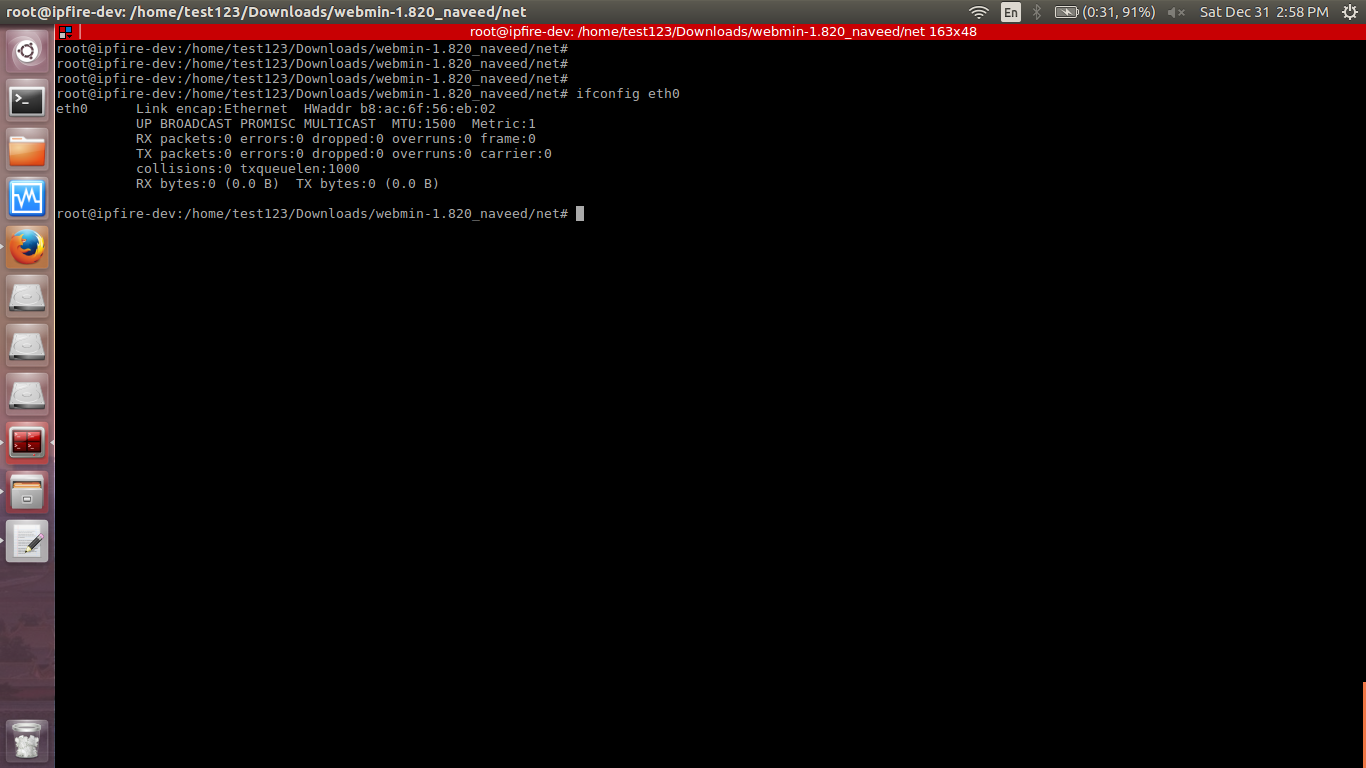 root@ipfire-dev: /home/test123/Downloads/webmin-1.820_naveed/net
En
(0:31, 91%)
Sat Dec 31 2:58 PM
root@ipfire-dev: /home/test123/Downloads/webmin-1.820_naveed/net 163x48
root@ipfire-dev:/home/test123/Downloads/webmin-1.820_naveed/net#
root@ipfire-dev:/home/test123/Downloads/webmin-1.820_naveed/net#
root@ipfire-dev:/home/test123/Downloads/webmin-1.820_naveed/net#
root@ipfire-dev:/home/test123/Downloads/webmin-1.820_naveed/net# ifconfig eth0
eth0      Link encap:Ethernet  HWaddr b8:ac:6f:56:eb:02
          UP BROADCAST PROMISC MULTICAST  MTU:1500  Metric:1
          RX packets:0 errors:0 dropped:0 overruns:0 frame:0
          TX packets:0 errors:0 dropped:0 overruns:0 carrier:0
          collisions:0 txqueuelen:1000
          RX bytes:0 (0.0 B)  TX bytes:0 (0.0 B)
root@ipfire-dev:/home/test123/Downloads/webmin-1.820_naveed/net#